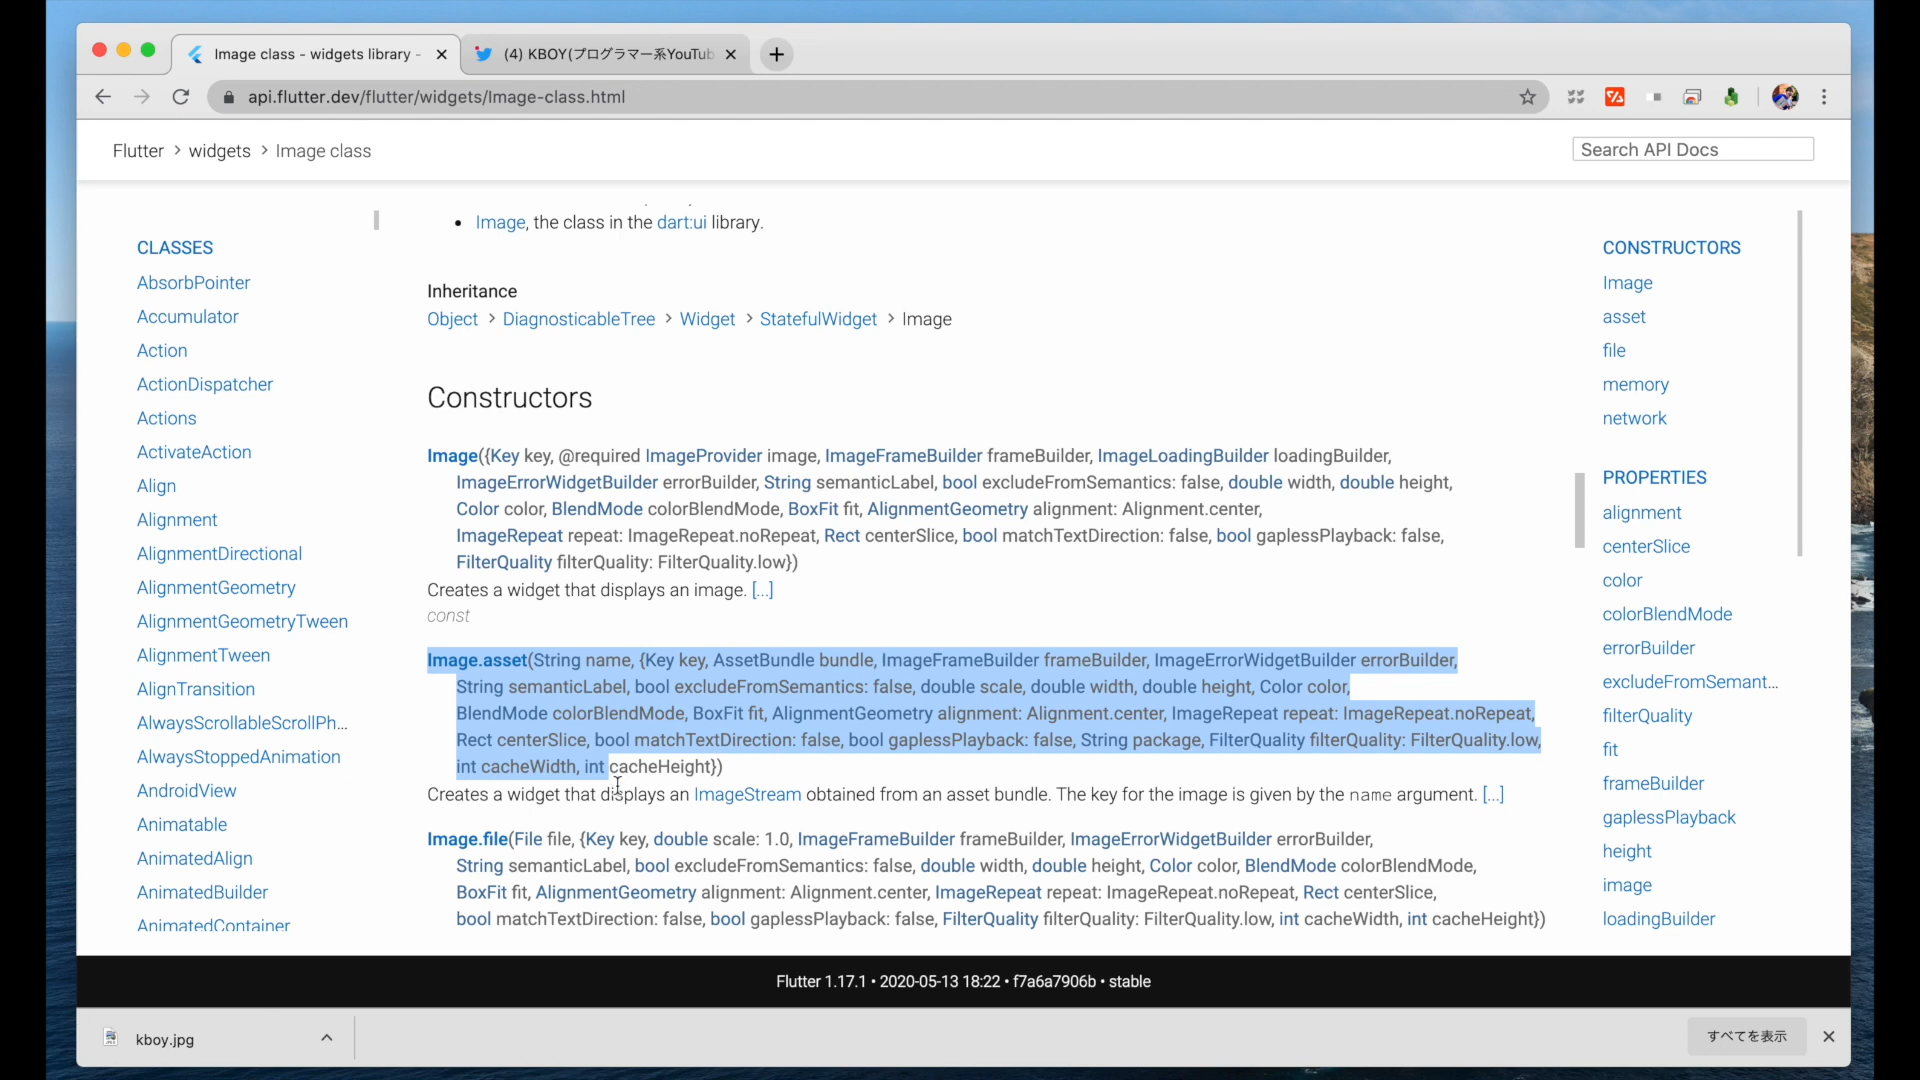 Image class - widgets library -
(4) KBOY(プログラマー系YouTub
api.flutter.dev/flutter/widgets/Image-class.html
Flutter > widgets > Image class
Search API Docs
CLASSES
AbsorbPointer
Accumulator
Action
ActionDispatcher
Actions
ActivateAction
Align
Alignment
AlignmentDirectional
AlignmentGeometry
AlignmentGeometryTween
AlignmentTween
AlignTransition
AlwaysScrollableScrollPh...
AlwaysStoppedAnimation
AndroidView
Animatable
AnimatedAlign
AnimatedBuilder
AnimatedContainer
• Image, the class in the dart:ui library.
Inheritance
Object > DiagnosticableTree > Widget > StatefulWidget > Image
Constructors
Image({Key key, @required ImageProvider image, ImageFrameBuilder frameBuilder, ImageLoadingBuilder loadingBuilder,
ImageErrorWidgetBuilder errorBuilder, String semanticLabel, bool excludeFromSemantics: false, double width, double height,
Color color, BlendMode colorBlendMode, BoxFit fit, AlignmentGeometry alignment: Alignment.center,
ImageRepeat repeat: ImageRepeat.noRepeat, Rect centerSlice, bool matchTextDirection: false, bool gaplessPlayback: false,
FilterQuality filterQuality: FilterQuality.low})
Creates a widget that displays an image. [...]
const
Image.asset(String name, {Key key, AssetBundle bundle, ImageFrameBuilder frameBuilder, ImageErrorWidgetBuilder errorBuilder,
String semanticLabel, bool excludeFromSemantics: false, double scale, double width, double height, Color color,
BlendMode colorBlendMode, BoxFit fit, AlignmentGeometry alignment: Alignment.center, ImageRepeat repeat: ImageRepeat.noRepeat,
Rect centerSlice, bool matchTextDirection: false, bool gaplessPlayback: false, String package, FilterQuality filterQuality: FilterQuality.low,
int cacheWidth, int cacheHeight})
Creates a widget that displays an ImageStream obtained from an asset bundle. The key for the image is given by the name argument. [...]
Image.file(File file, {Key key, double scale: 1.0, ImageFrameBuilder frameBuilder, ImageErrorWidgetBuilder errorBuilder,
String semanticLabel, bool excludeFromSemantics: false, double width, double height, Color color, BlendMode colorBlendMode,
BoxFit fit, AlignmentGeometry alignment: Alignment.center, ImageRepeat repeat: ImageRepeat.noRepeat, Rect centerSlice,
bool matchTextDirection: false, bool gaplessPlayback: false, FilterQuality filterQuality: FilterQuality.low, int cacheWidth, int cacheHeight})
CONSTRUCTORS
Image
asset
file
memory
network
PROPERTIES
alignment
centerSlice
color
colorBlendMode
errorBuilder
excludeFromSemant...
filterQuality
fit
frameBuilder
gaplessPlayback
height
image
loadingBuilder
Flutter 1.17.1 • 2020-05-13 18:22 • f7a6a7906b • stable
kboy.jpg
すべてを表示